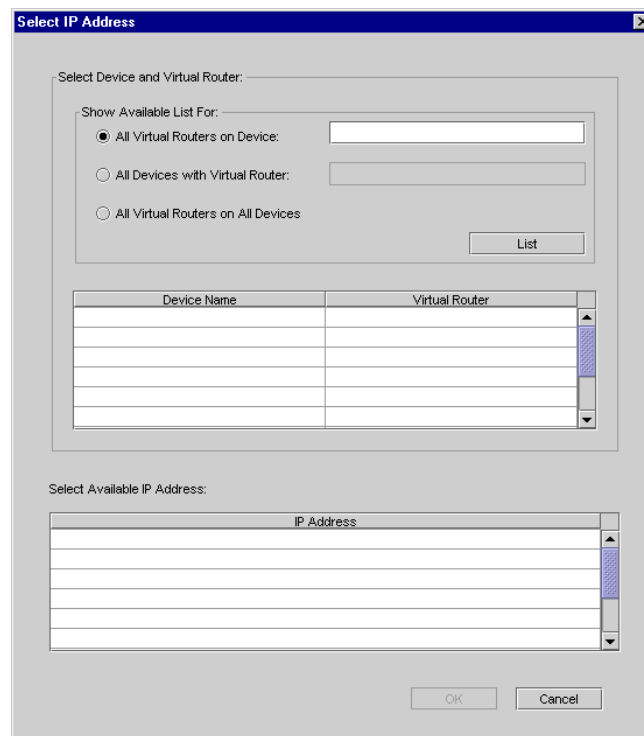 Select IP Address
Select Device and Virtual Router:
Show Available List For:
All Virtual Routers on Device:
All Devices with Virtual Router:
All Virtual Routers on All Devices
List
Device Name Virtual Router
Select Available IP Address:
IP Address
OK Cancel